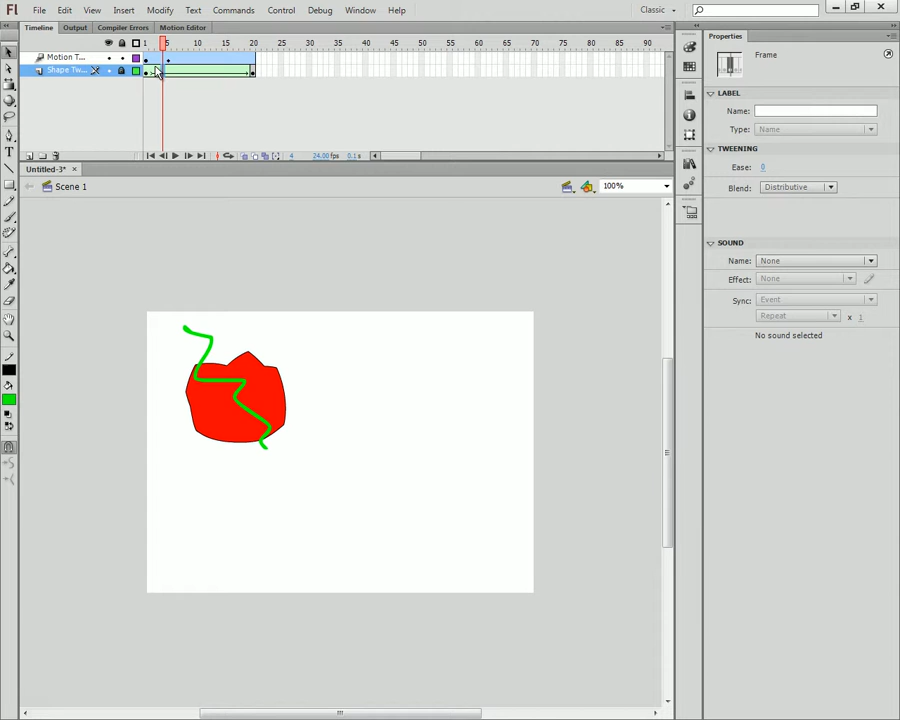 Fl File Edit View Insert Modify Text Commands Control Debug Window Help Classic
Timeline Output Compiler Errors Motion Editor
Properties
1 5 10 15 20 25 30 35 40 45 50 55 60 65 70 75 80 85 90
Frame
Motion T...
Shape Tw...
LABEL
Name:
Type: Name
TWEENING
Ease: 0
4 24.00 fps 0.1 s
Untitled-3* ×
Scene 1
100%
Blend: Distributive
SOUND
Name: None
Effect: None
Sync: Event
Repeat x 1
No sound selected
T